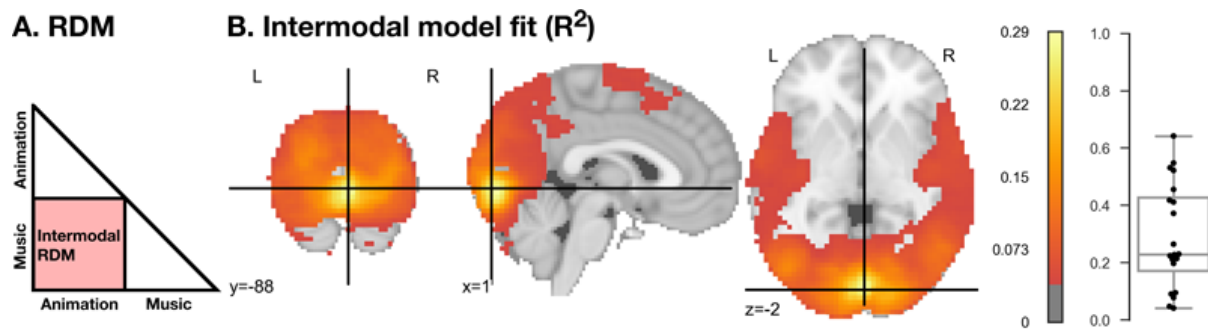 A. RDM
B. Intermodal model fit (R²)
Animation
Music
Intermodal
RDM
Animation Music
L R
y=-88
x=1
L R
z=-2
0.29
0.22
0.15
0.073
0
1.0
0.8
0.6
0.4
0.2
0.0